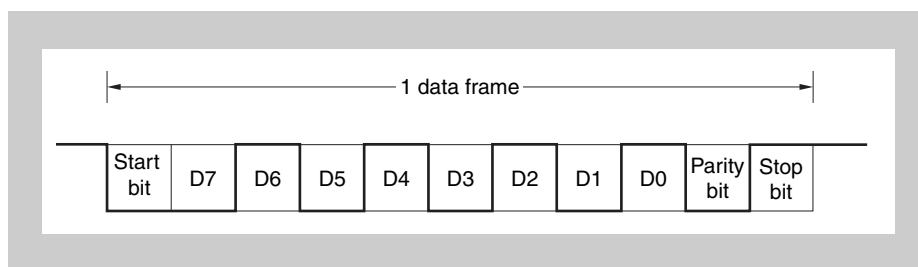 1 data frame
Start bit D7 D6 D5 D4 D3 D2 D1 D0 Parity bit Stop bit